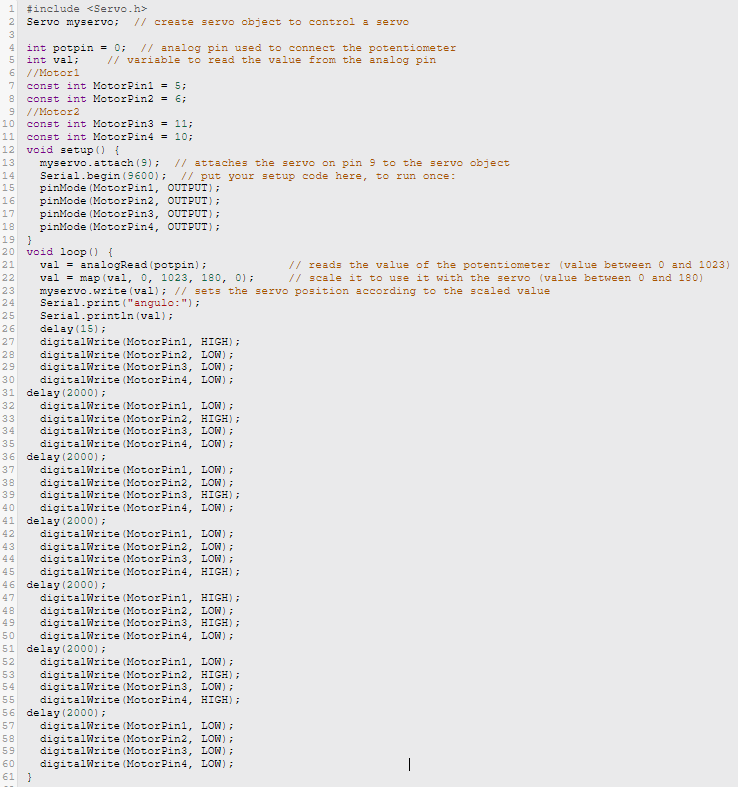 1 #include <Servo.h>
2 Servo myservo;  // create servo object to control a servo
3
4 int potpin = 0;  // analog pin used to connect the potentiometer
5 int val;    // variable to read the value from the analog pin
6 //Motor1
7 const int MotorPin1 = 5;
8 const int MotorPin2 = 6;
9 //Motor2
10 const int MotorPin3 = 11;
11 const int MotorPin4 = 10;
12 void setup() {
13   myservo.attach(9);  // attaches the servo on pin 9 to the servo object
14   Serial.begin(9600);  // put your setup code here, to run once:
15   pinMode(MotorPin1, OUTPUT);
16   pinMode(MotorPin2, OUTPUT);
17   pinMode(MotorPin3, OUTPUT);
18   pinMode(MotorPin4, OUTPUT);
19 }
20 void loop() {
21   val = analogRead(potpin);            // reads the value of the potentiometer (value between 0 and 1023)
22   val = map(val, 0, 1023, 180, 0);     // scale it to use it with the servo (value between 0 and 180)
23   myservo.write(val); // sets the servo position according to the scaled value
24   Serial.print("angulo:");
25   Serial.println(val);
26   delay(15);
27   digitalWrite(MotorPin1, HIGH);
28   digitalWrite(MotorPin2, LOW);
29   digitalWrite(MotorPin3, LOW);
30   digitalWrite(MotorPin4, LOW);
31 delay(2000);
32   digitalWrite(MotorPin1, LOW);
33   digitalWrite(MotorPin2, HIGH);
34   digitalWrite(MotorPin3, LOW);
35   digitalWrite(MotorPin4, LOW);
36 delay(2000);
37   digitalWrite(MotorPin1, LOW);
38   digitalWrite(MotorPin2, LOW);
39   digitalWrite(MotorPin3, HIGH);
40   digitalWrite(MotorPin4, LOW);
41 delay(2000);
42   digitalWrite(MotorPin1, LOW);
43   digitalWrite(MotorPin2, LOW);
44   digitalWrite(MotorPin3, LOW);
45   digitalWrite(MotorPin4, HIGH);
46 delay(2000);
47   digitalWrite(MotorPin1, HIGH);
48   digitalWrite(MotorPin2, LOW);
49   digitalWrite(MotorPin3, HIGH);
50   digitalWrite(MotorPin4, LOW);
51 delay(2000);
52   digitalWrite(MotorPin1, LOW);
53   digitalWrite(MotorPin2, HIGH);
54   digitalWrite(MotorPin3, LOW);
55   digitalWrite(MotorPin4, HIGH);
56 delay(2000);
57   digitalWrite(MotorPin1, LOW);
58   digitalWrite(MotorPin2, LOW);
59   digitalWrite(MotorPin3, LOW);
60   digitalWrite(MotorPin4, LOW);
61 }